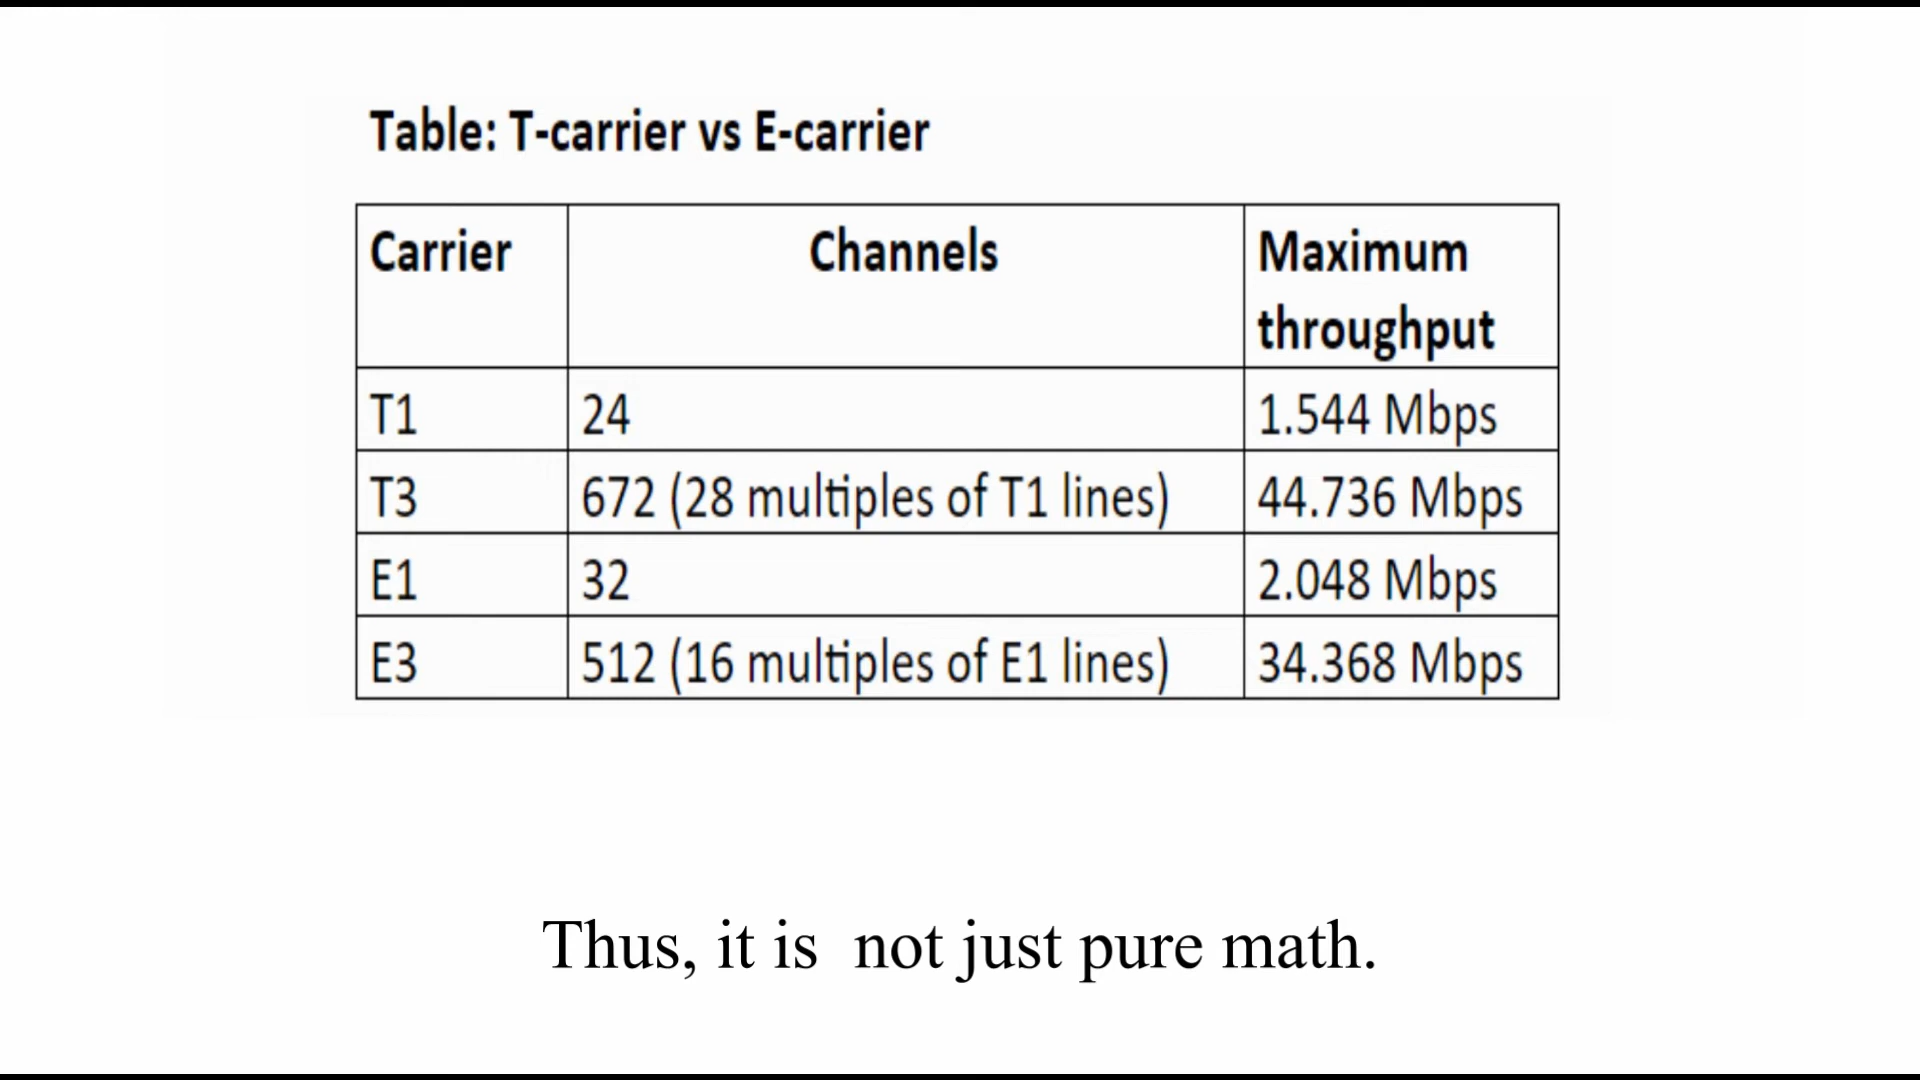 Table: T-carrier vs E-carrier
Carrier Channels Maximum throughput
T1 24 1.544 Mbps
T3 672 (28 multiples of T1 lines) 44.736 Mbps
E1 32 2.048 Mbps
E3 512 (16 multiples of E1 lines) 34.368 Mbps
Thus, it is  not just pure math.